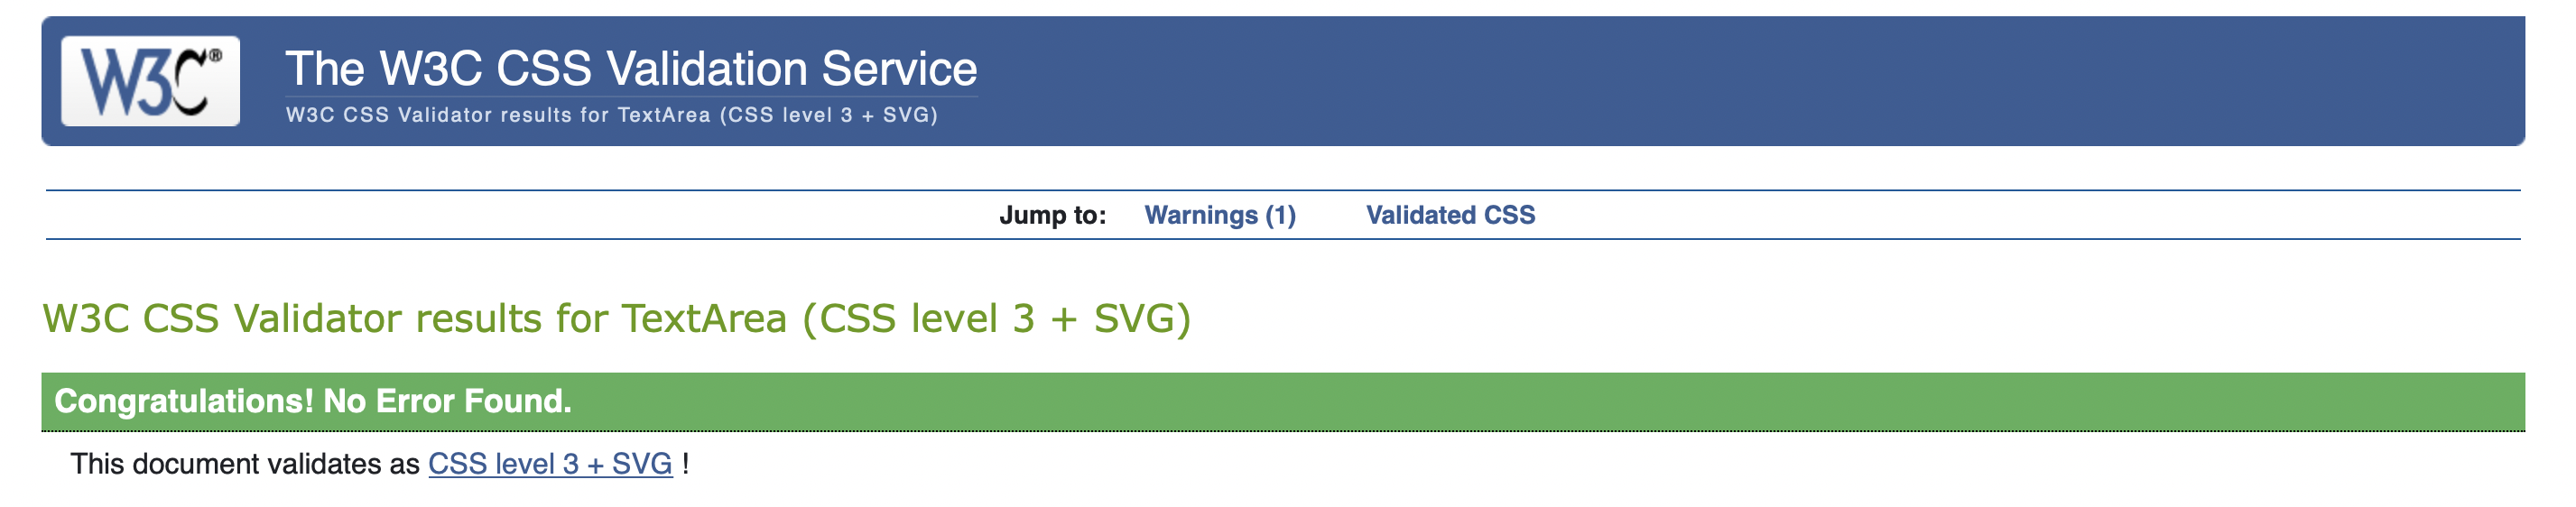 W3C®
The W3C CSS Validation Service
W3C CSS Validator results for TextArea (CSS level 3 + SVG)
Jump to: Warnings (1) Validated CSS
W3C CSS Validator results for TextArea (CSS level 3 + SVG)
Congratulations! No Error Found.
This document validates as CSS level 3 + SVG !